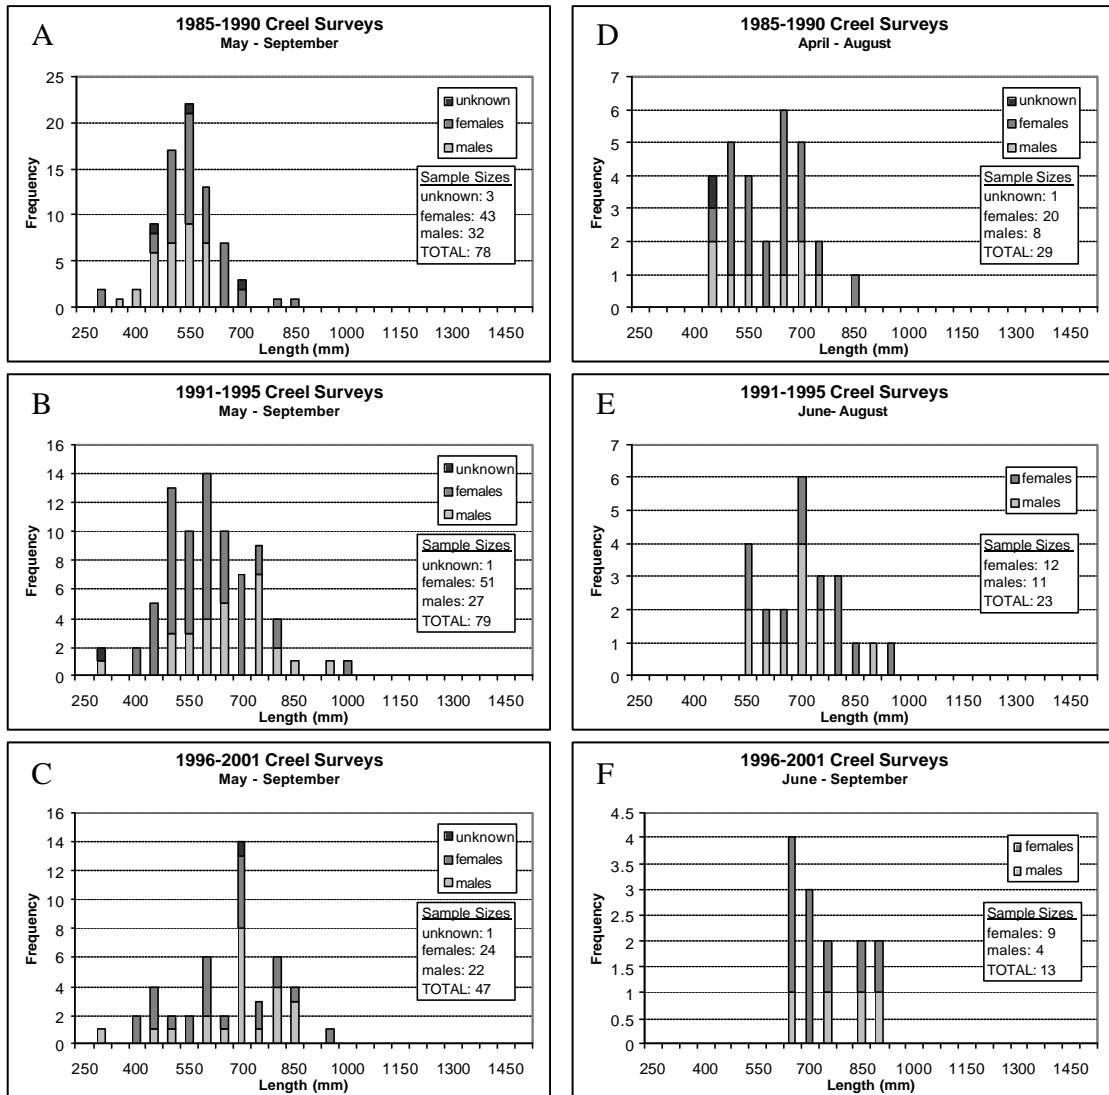 A
1985-1990 Creel Surveys
May - September
25
20
15
10
5
0
Frequency
unknown
females
males
Sample Sizes
unknown: 3
females: 43
males: 32
TOTAL: 78
250 400 550 700 850 1000 1150 1300 1450
Length (mm)
D
1985-1990 Creel Surveys
April - August
7
6
5
4
3
2
1
0
Frequency
unknown
females
males
Sample Sizes
unknown: 1
females: 20
males: 8
TOTAL: 29
250 400 550 700 850 1000 1150 1300 1450
Length (mm)
B
1991-1995 Creel Surveys
May - September
16
14
12
10
8
6
4
2
0
Frequency
unknown
females
males
Sample Sizes
unknown: 1
females: 51
males: 27
TOTAL: 79
250 400 550 700 850 1000 1150 1300 1450
Length (mm)
E
1991-1995 Creel Surveys
June- August
7
6
5
4
3
2
1
0
Frequency
females
males
Sample Sizes
females: 12
males: 11
TOTAL: 23
250 400 550 700 850 1000 1150 1300 1450
Length (mm)
C
1996-2001 Creel Surveys
May - September
16
14
12
10
8
6
4
2
0
Frequency
unknown
females
males
Sample Sizes
unknown: 1
females: 24
males: 22
TOTAL: 47
250 400 550 700 850 1000 1150 1300 1450
Length (mm)
F
1996-2001 Creel Surveys
June - September
4.5
4
3.5
3
2.5
2
1.5
1
0.5
0
Frequency
females
males
Sample Sizes
females: 9
males: 4
TOTAL: 13
250 400 550 700 850 1000 1150 1300 1450
Length (mm)